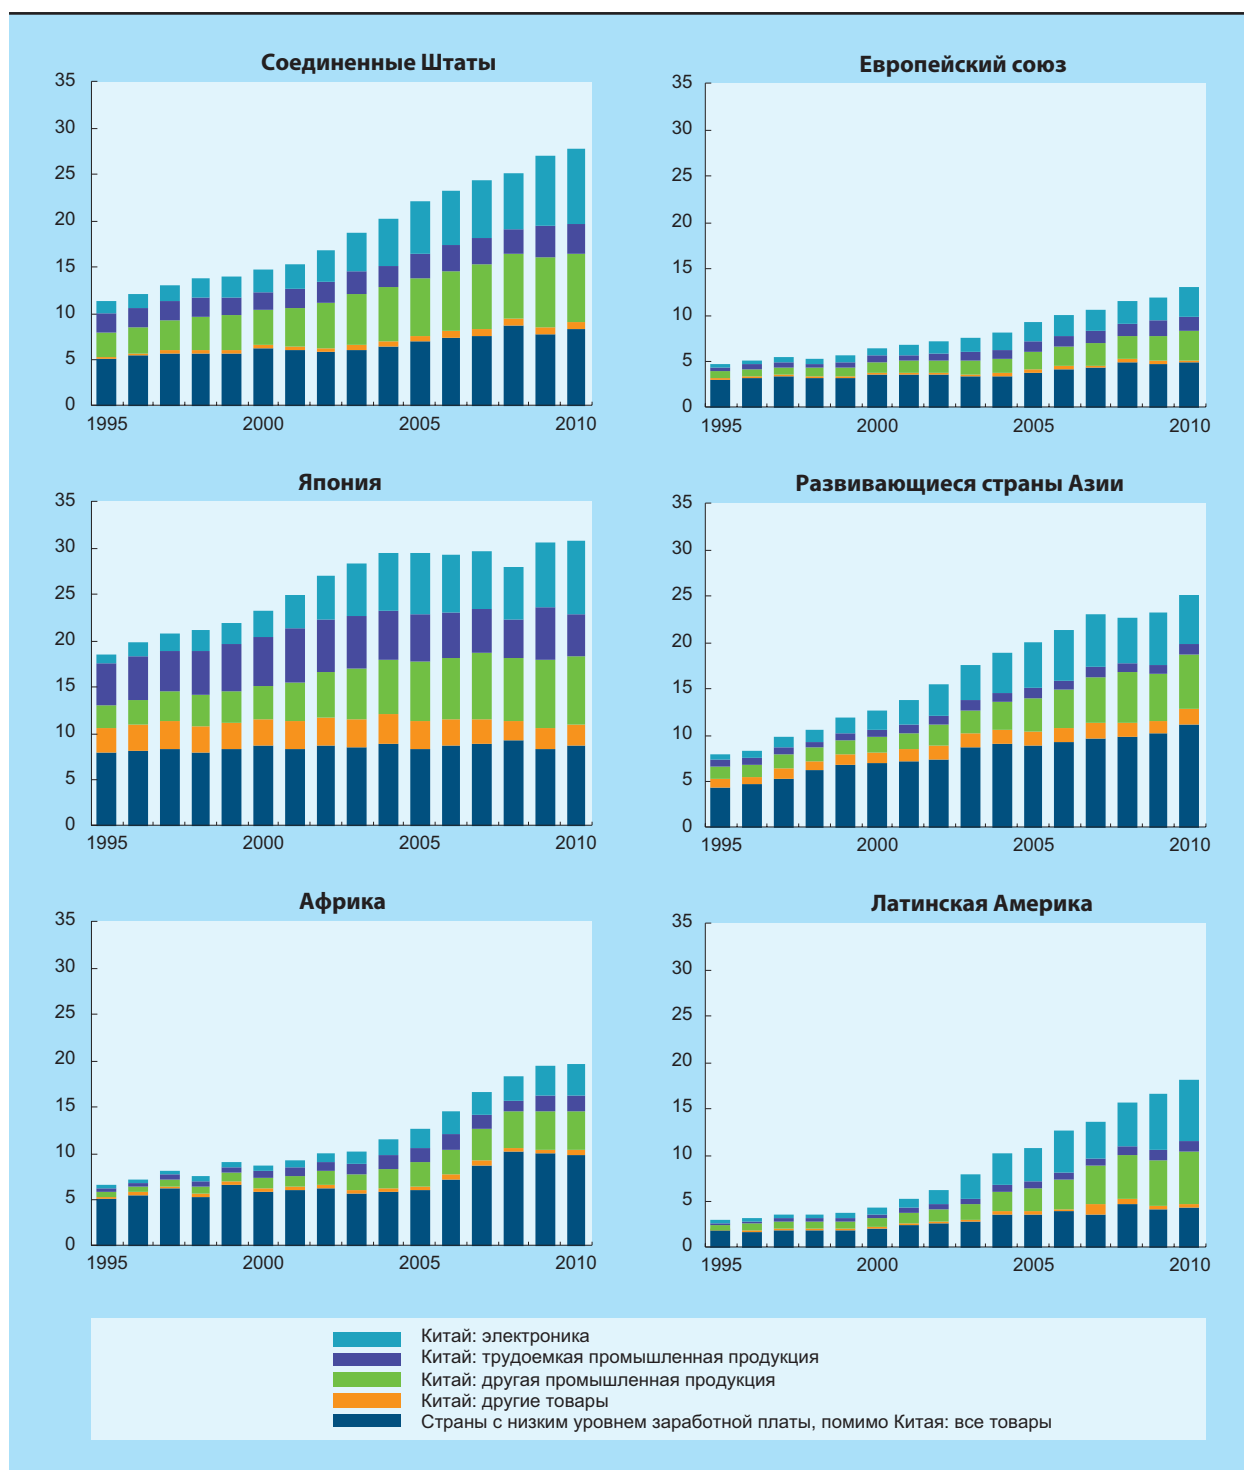 Соединенные Штаты
35
30
25
20
15
10
5
0
1995 2000 2005 2010
Европейский союз
35
30
25
20
15
10
5
0
1995 2000 2005 2010
Япония
35
30
25
20
15
10
5
0
1995 2000 2005 2010
Развивающиеся страны Азии
35
30
25
20
15
10
5
0
1995 2000 2005 2010
Африка
35
30
25
20
15
10
5
0
1995 2000 2005 2010
Латинская Америка
35
30
25
20
15
10
5
0
1995 2000 2005 2010
Китай: электроника
Китай: трудоемкая промышленная продукция
Китай: другая промышленная продукция
Китай: другие товары
Страны с низким уровнем заработной платы, помимо Китая: все товары